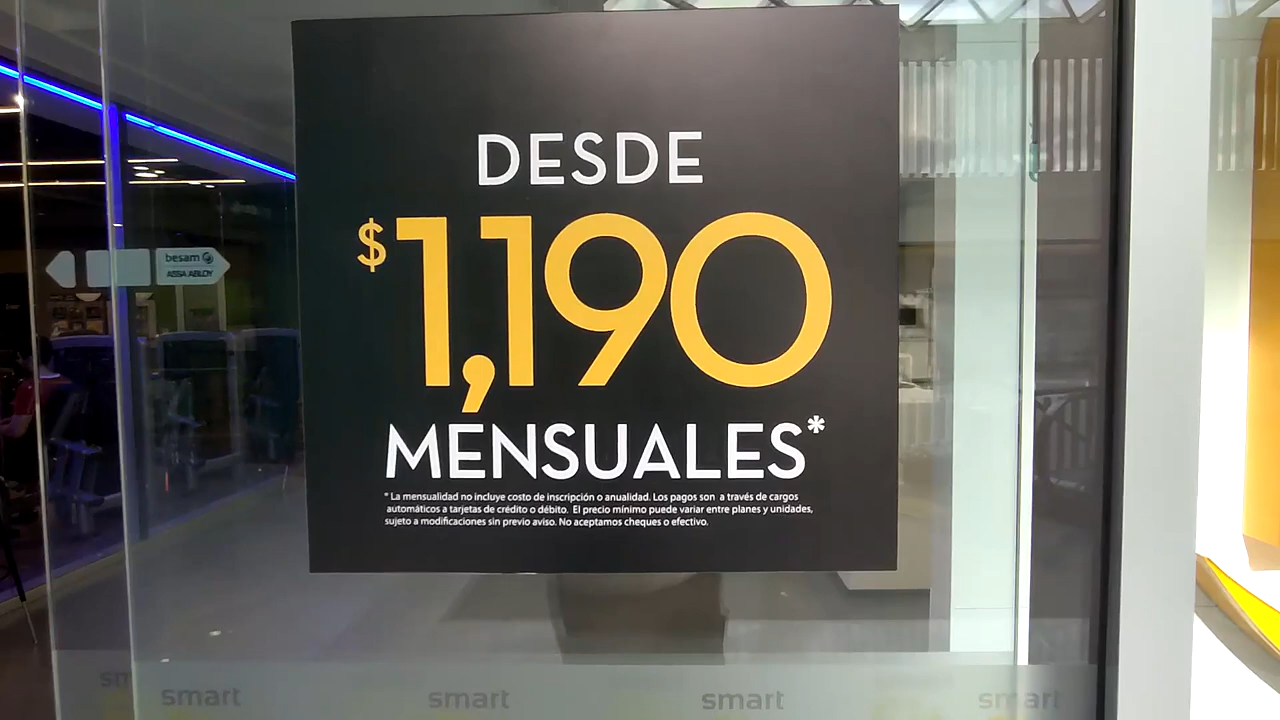 DESDE
$1,190
MENSUALES*
* La mensualidad no incluye costo de inscripción o anualidad. Los pagos son a través de cargos
automáticos a tarjetas de crédito o débito. El precio mínimo puede variar entre planes y unidades,
sujeto a modificaciones sin previo aviso. No aceptamos cheques o efectivo.
besam
ASSA ABLOY
sm smart smart smart smart